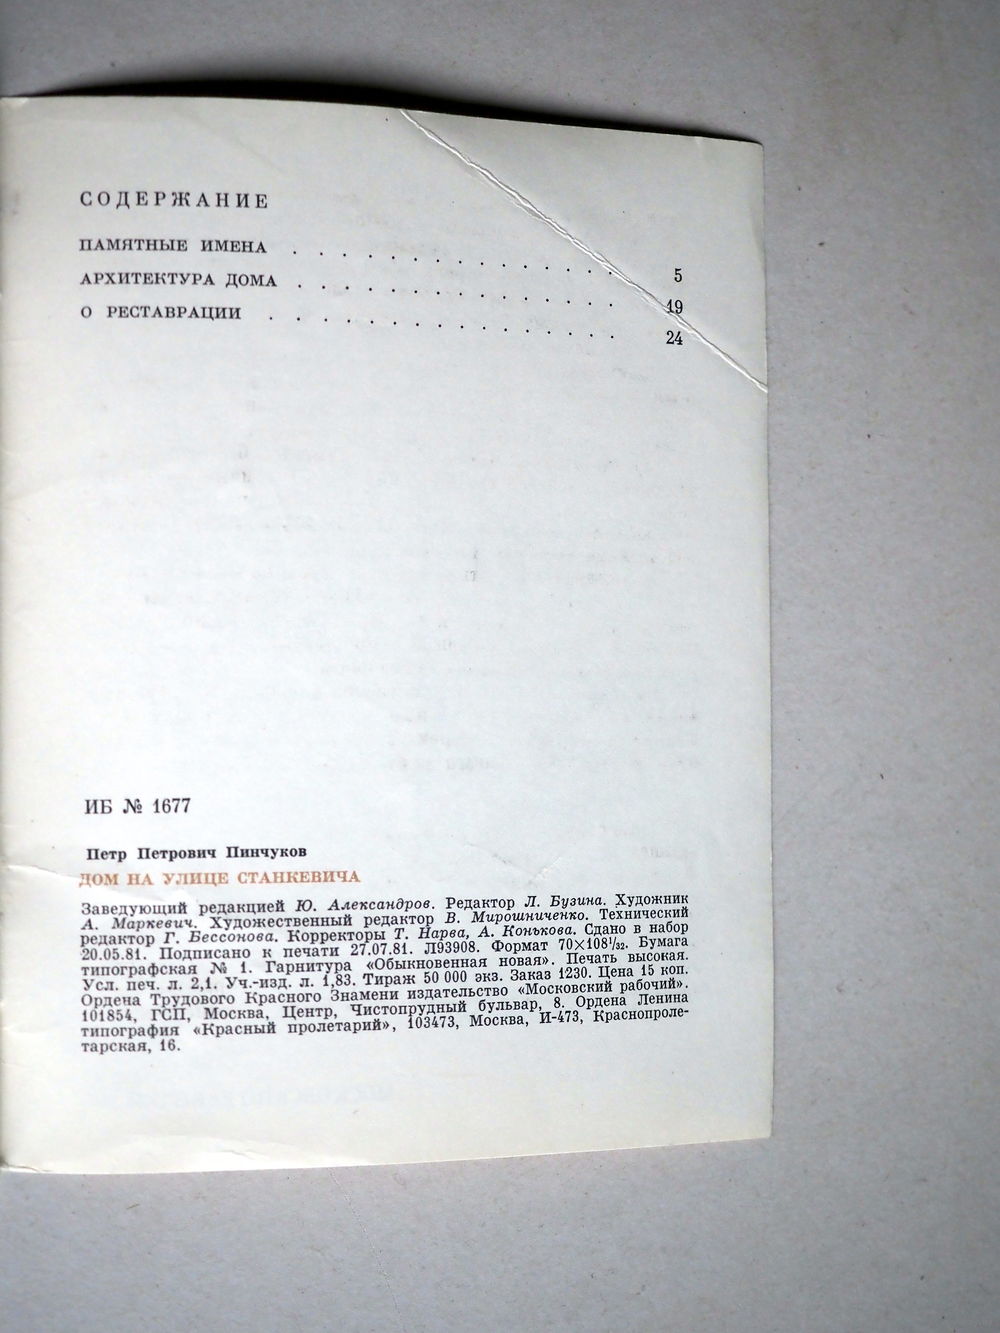 СОДЕРЖАНИЕ
ПАМЯТНЫЕ ИМЕНА . . . . . . . . . . . . . . 5
АРХИТЕКТУРА ДОМА . . . . . . . . . . . . . . 19
О РЕСТАВРАЦИИ . . . . . . . . . . . . . . 24
ИБ № 1677
Петр Петрович Пинчуков
ДОМ НА УЛИЦЕ СТАНКЕВИЧА
Заведующий редакцией Ю. Александров. Редактор Л. Бузина. Художник
А. Маркевич. Художественный редактор В. Мирошниченко. Технический
редактор Г. Бессонова. Корректоры Т. Нарва, А. Конькова. Сдано в набор
20.05.81. Подписано к печати 27.07.81. Л93908. Формат 70×108¹/₃₂. Бумага
типографская № 1. Гарнитура «Обыкновенная новая». Печать высокая.
Усл. печ. л. 2,1. Уч.-изд. л. 1,83. Тираж 50 000 экз. Заказ 1230. Цена 15 коп.
Ордена Трудового Красного Знамени издательство «Московский рабочий».
101854, ГСП, Москва, Центр, Чистопрудный бульвар, 8. Ордена Ленина
типография «Красный пролетарий», 103473, Москва, И-473, Краснопроле-
тарская, 16.